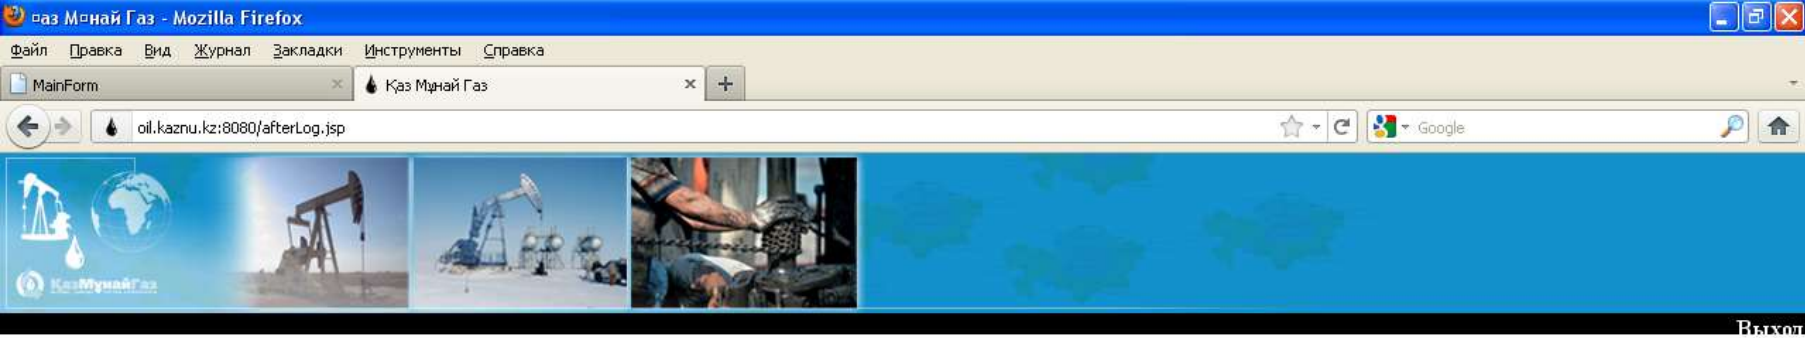 ¤аз М¤най Газ - Mozilla Firefox
Файл Правка Вид Журнал Закладки Инструменты Справка
MainForm
Қаз Мұнай Газ
oil.kaznu.kz:8080/afterLog.jsp
Google
ҚазМұнайГаз
Выход